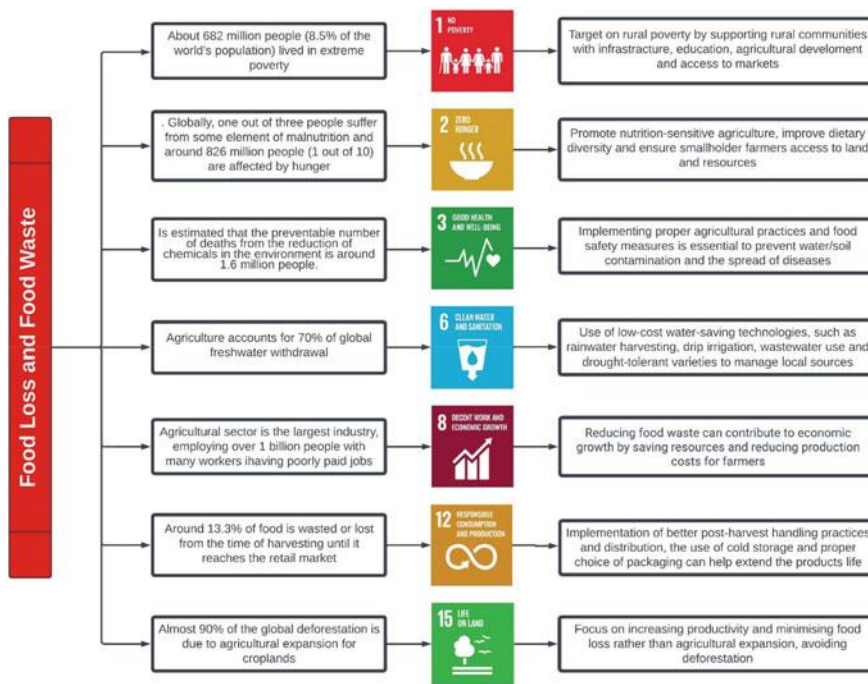 Food Loss and Food Waste
About 682 million people (8.5% of the
world's population) lived in extreme
poverty
1 NO
POVERTY
Target on rural poverty by supporting rural communities
with infrastracture, education, agricultural develoment
and access to markets
. Globally, one out of three people suffer
from some element of malnutrition and
around 826 million people (1 out of 10)
are affected by hunger
2 ZERO
HUNGER
Promote nutrition-sensitive agriculture, improve dietary
diversity and ensure smallholder farmers access to land
and resources
Is estimated that the preventable number
of deaths from the reduction of
chemicals in the environment is around
1.6 million people.
3 GOOD HEALTH
AND WELL-BEING
Implementing proper agricultural practices and food
safety measures is essential to prevent water/soil
contamination and the spread of diseases
Agriculture accounts for 70% of global
freshwater withdrawal
6 CLEAN WATER
AND SANITATION
Use of low-cost water-saving technologies, such as
rainwater harvesting, drip irrigation, wastewater use and
drought-tolerant varieties to manage local sources
Agricultural sector is the largest industry,
employing over 1 billion people with
many workers ihaving poorly paid jobs
8 DECENT WORK AND
ECONOMIC GROWTH
Reducing food waste can contribute to economic
growth by saving resources and reducing production
costs for farmers
Around 13.3% of food is wasted or lost
from the time of harvesting until it
reaches the retail market
12 RESPONSIBLE
CONSUMPTION
AND PRODUCTION
Implementation of better post-harvest handling practices
and distribution, the use of cold storage and proper
choice of packaging can help extend the products life
Almost 90% of the global deforestation is
due to agricultural expansion for
croplands
15 LIFE
ON LAND
Focus on increasing productivity and minimising food
loss rather than agricultural expansion, avoiding
deforestation